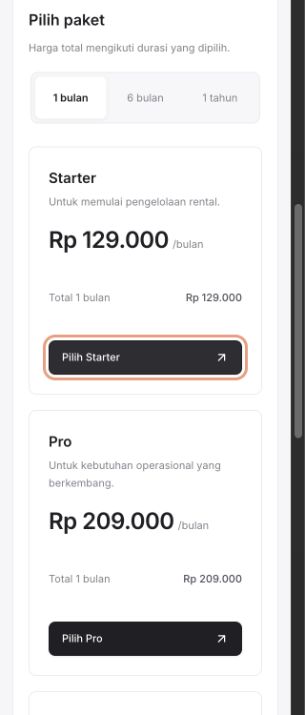 Pilih paket
Harga total mengikuti durasi yang dipilih.
1 bulan
6 bulan
1 tahun
Starter
Untuk memulai pengelolaan rental.
Rp 129.000 /bulan
Total 1 bulan
Rp 129.000
Pilih Starter
Pro
Untuk kebutuhan operasional yang
berkembang.
Rp 209.000 /bulan
Total 1 bulan
Rp 209.000
Pilih Pro